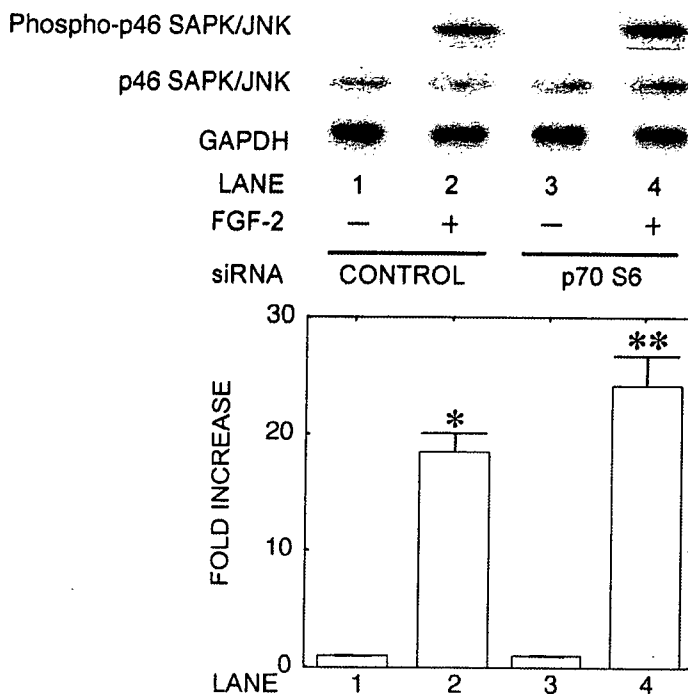 Phospho-p46 SAPK/JNK
p46 SAPK/JNK
GAPDH
LANE 1 2 3 4
FGF-2 − + − +
siRNA CONTROL p70 S6
30
20
10
0
FOLD INCREASE
* **
LANE 1 2 3 4